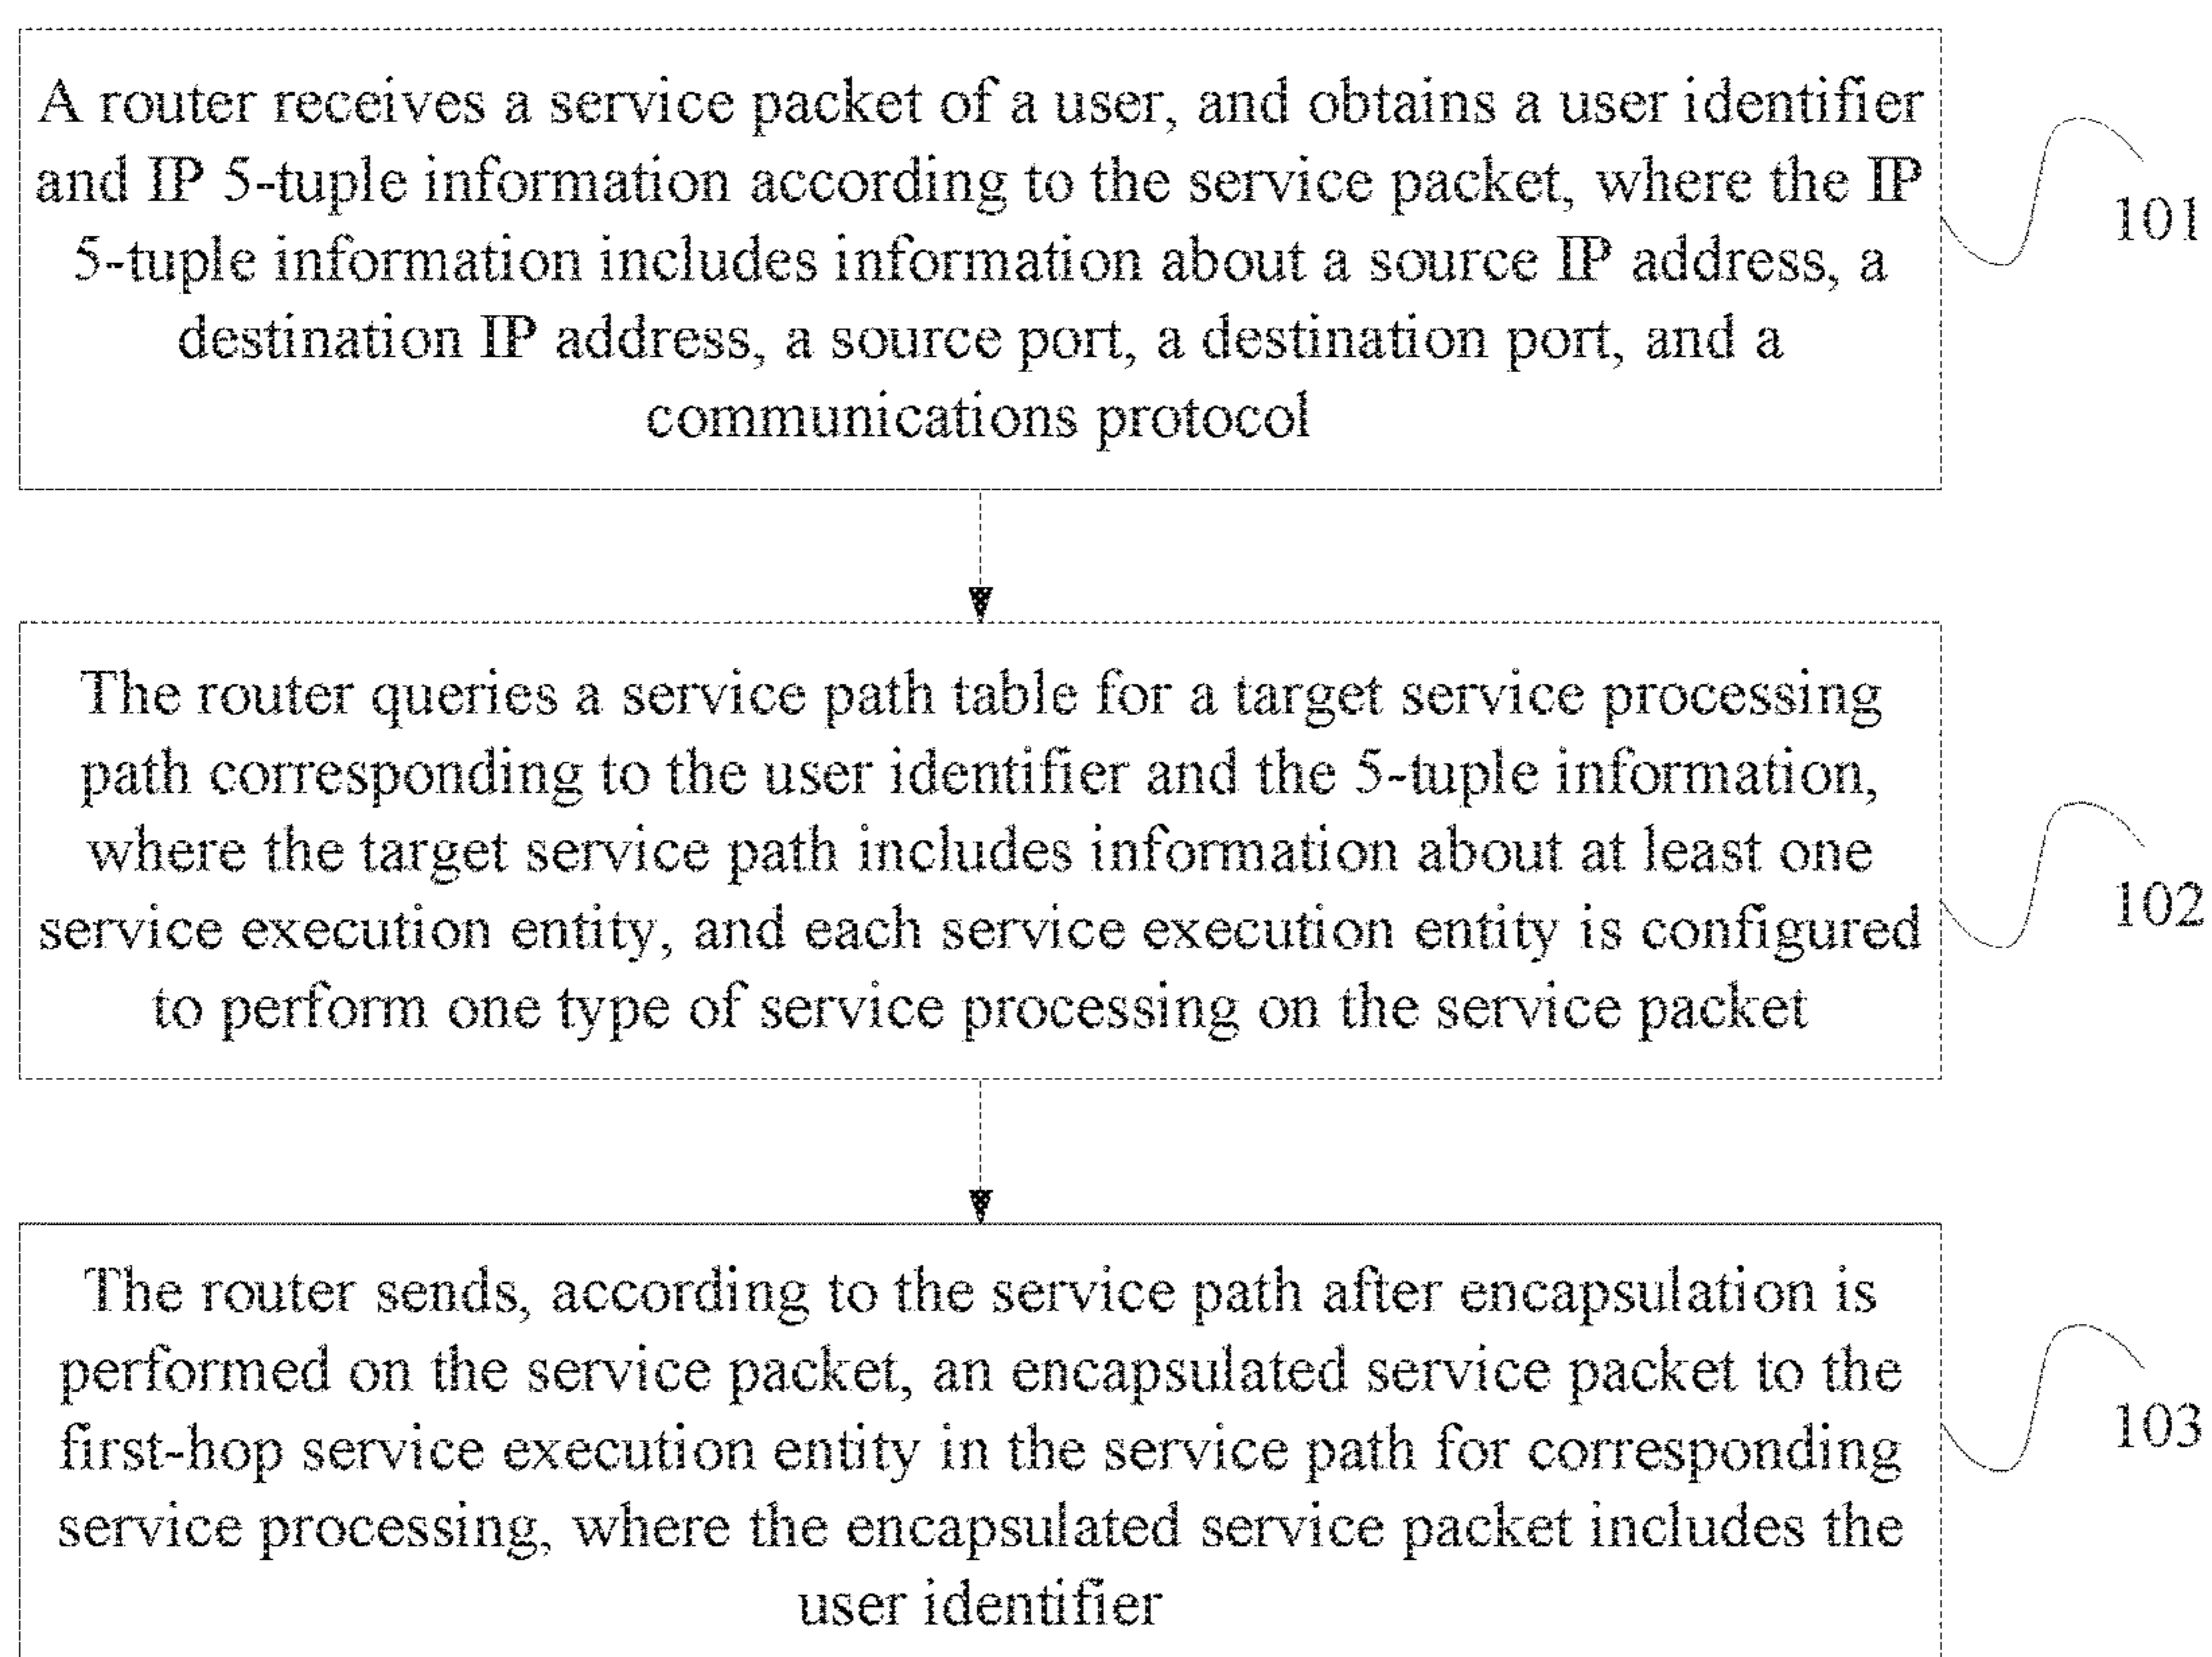 A router receives a service packet of a user, and obtains a user identifier
and IP 5-tuple information according to the service packet, where the IP
5-tuple information includes information about a source IP address, a
destination IP address, a source port, a destination port, and a
communications protocol
101
The router queries a service path table for a target service processing
path corresponding to the user identifier and the 5-tuple information,
where the target service path includes information about at least one
service execution entity, and each service execution entity is configured
to perform one type of service processing on the service packet
102
The router sends, according to the service path after encapsulation is
performed on the service packet, an encapsulated service packet to the
first-hop service execution entity in the service path for corresponding
service processing, where the encapsulated service packet includes the
user identifier
103